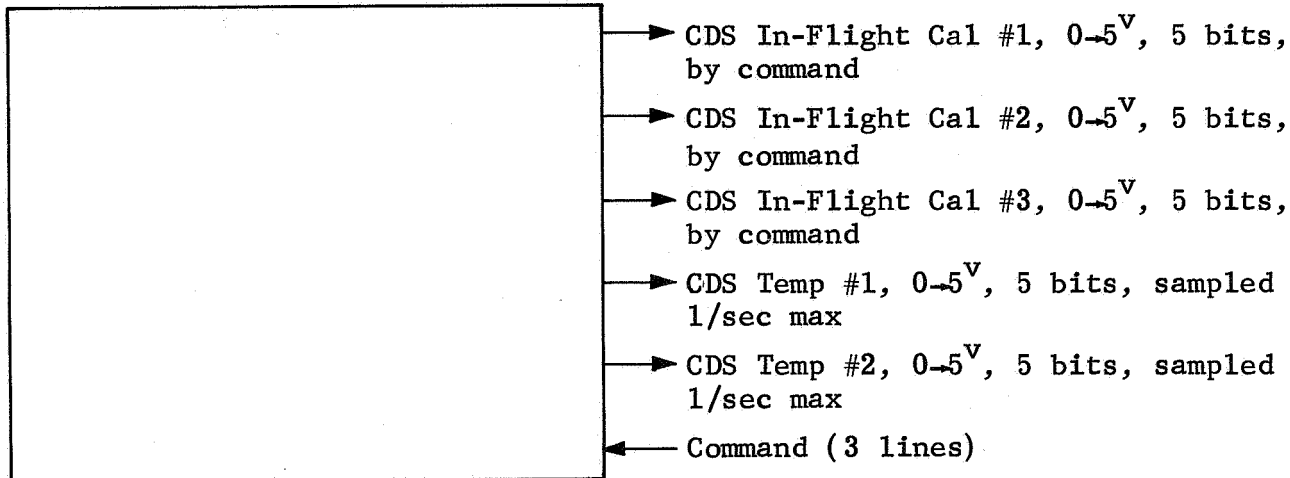 CDS In-Flight Cal #1, 0→5ⱽ, 5 bits,
by command
CDS In-Flight Cal #2, 0→5ⱽ, 5 bits,
by command
CDS In-Flight Cal #3, 0→5ⱽ, 5 bits,
by command
CDS Temp #1, 0→5ⱽ, 5 bits, sampled
1/sec max
CDS Temp #2, 0→5ⱽ, 5 bits, sampled
1/sec max
Command (3 lines)